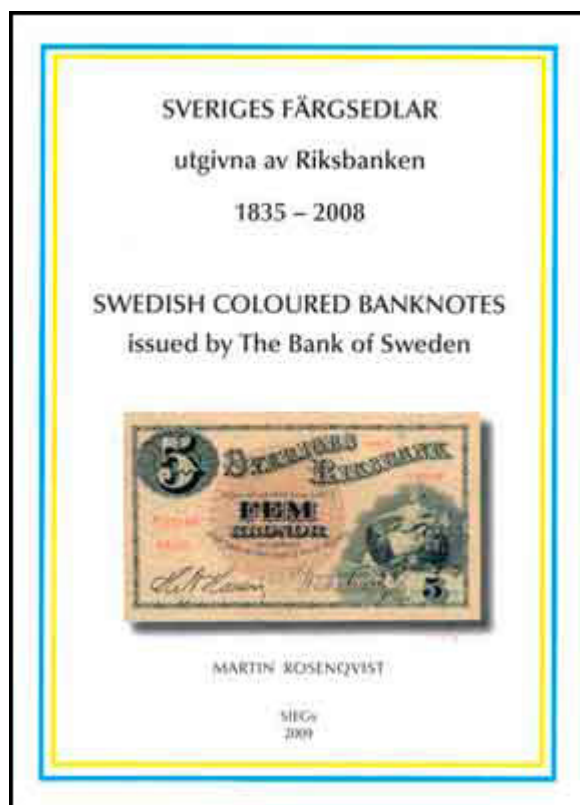 SVERIGES FÄRGSEDLAR
utgivna av Riksbanken
1835 – 2008
SWEDISH COLOURED BANKNOTES
issued by The Bank of Sweden
5 SVERIGES
RIKSBANK
FEM
KRONOR
5
MARTIN ROSENQVIST
SIEGs
2009